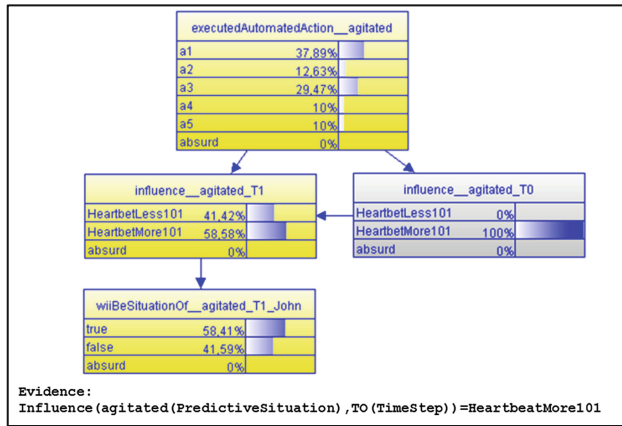 executedAutomatedAction__agitated
a1 37,89%
a2 12,63%
a3 29,47%
a4 10%
a5 10%
absurd 0%
influence__agitated_T1
HeartbetLess101 41,42%
HeartbetMore101 58,58%
absurd 0%
influence__agitated_T0
HeartbetLess101 0%
HeartbetMore101 100%
absurd 0%
wiiBeSituationOf__agitated_T1_John
true 58,41%
false 41,59%
absurd 0%
Evidence:
Influence(agitated(PredictiveSituation),TO(TimeStep))=HeartbeatMore101